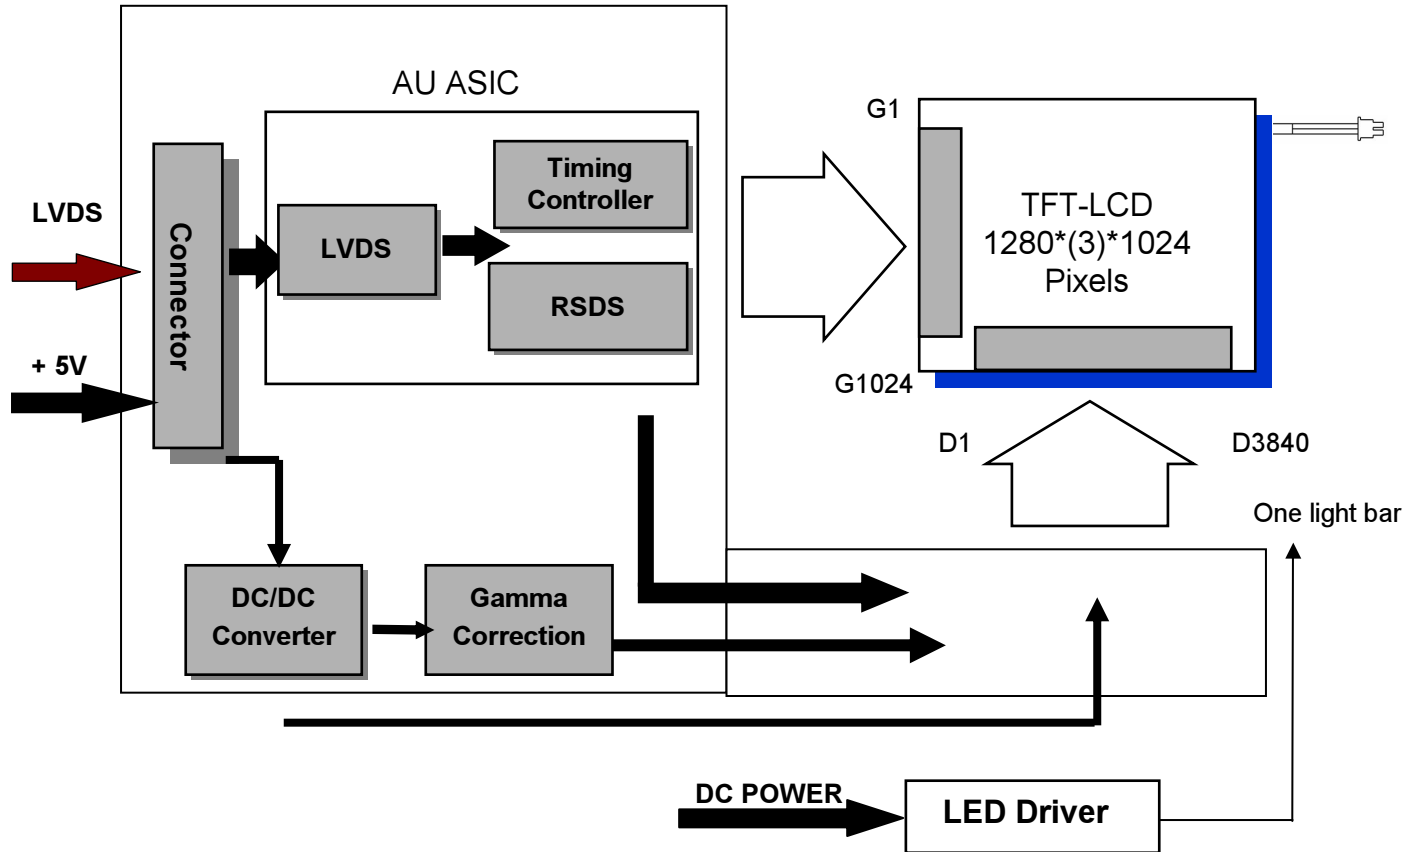 AU ASIC
G1
Timing
Controller
LVDS
Connector
LVDS
RSDS
TFT-LCD
1280*(3)*1024
Pixels
+ 5V
G1024
D1
D3840
One light bar
DC/DC
Converter
Gamma
Correction
DC POWER
LED Driver